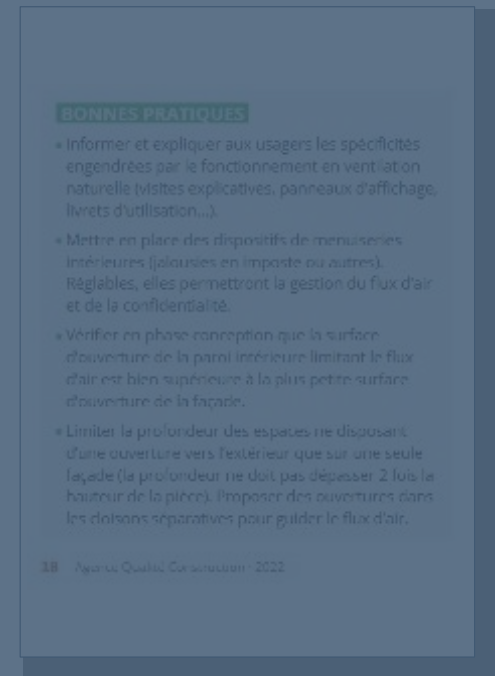 BONNES PRATIQUES
• Informer et expliquer aux usagers les spécificités
engendrées par le fonctionnement en ventilation
naturelle (visites explicatives, panneaux d'affichage,
livrets d'utilisation...).
• Mettre en place des dispositifs de menuiseries
intérieures (jalousies en imposte ou autres).
Réglables, elles permettront la gestion du flux d'air
et de la confidentialité.
• Vérifier en phase conception que la surface
d'ouverture de la paroi intérieure limitant le flux
d'air est bien supérieure à la plus petite surface
d'ouverture de la façade.
• Limiter la profondeur des espaces ne disposant
d'une ouverture vers l'extérieur que sur une seule
façade (la profondeur ne doit pas dépasser 2 fois la
hauteur de la pièce). Proposer des ouvertures dans
les cloisons séparatives pour guider le flux d'air.
18 Agence Qualité Construction - 2022